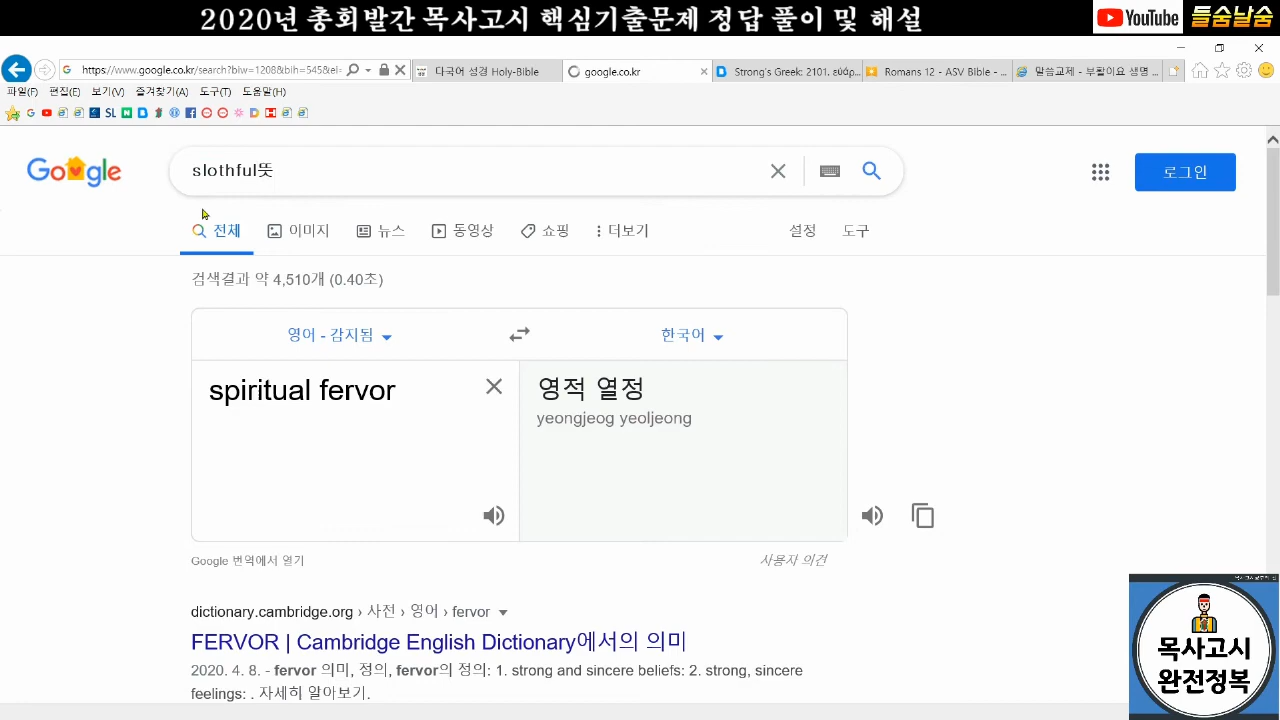 2020년 총회발간 목사고시 핵심기출문제 정답 풀이 및 해설
YouTube 들숨날숨
https://www.google.co.kr/search?biw=1208&bih=545&ei=
다국어 성경 Holy-Bible
google.co.kr
Strong's Greek: 2101. εὐάρ...
Romans 12 - ASV Bible - ...
말씀교제 - 부활이요 생명 ...
파일(F) 편집(E) 보기(V) 즐겨찾기(A) 도구(T) 도움말(H)
Google
slothful뜻
로그인
전체 이미지 뉴스 동영상 쇼핑 더보기 설정 도구
검색결과 약 4,510개 (0.40초)
영어 - 감지됨 한국어
spiritual fervor
영적 열정
yeongjeog yeoljeong
Google 번역에서 열기
사용자 의견
dictionary.cambridge.org › 사전 › 영어 › fervor
FERVOR | Cambridge English Dictionary에서의 의미
2020. 4. 8. - fervor 의미, 정의, fervor의 정의: 1. strong and sincere beliefs: 2. strong, sincere
feelings: . 자세히 알아보기.
목사고시
완전정복